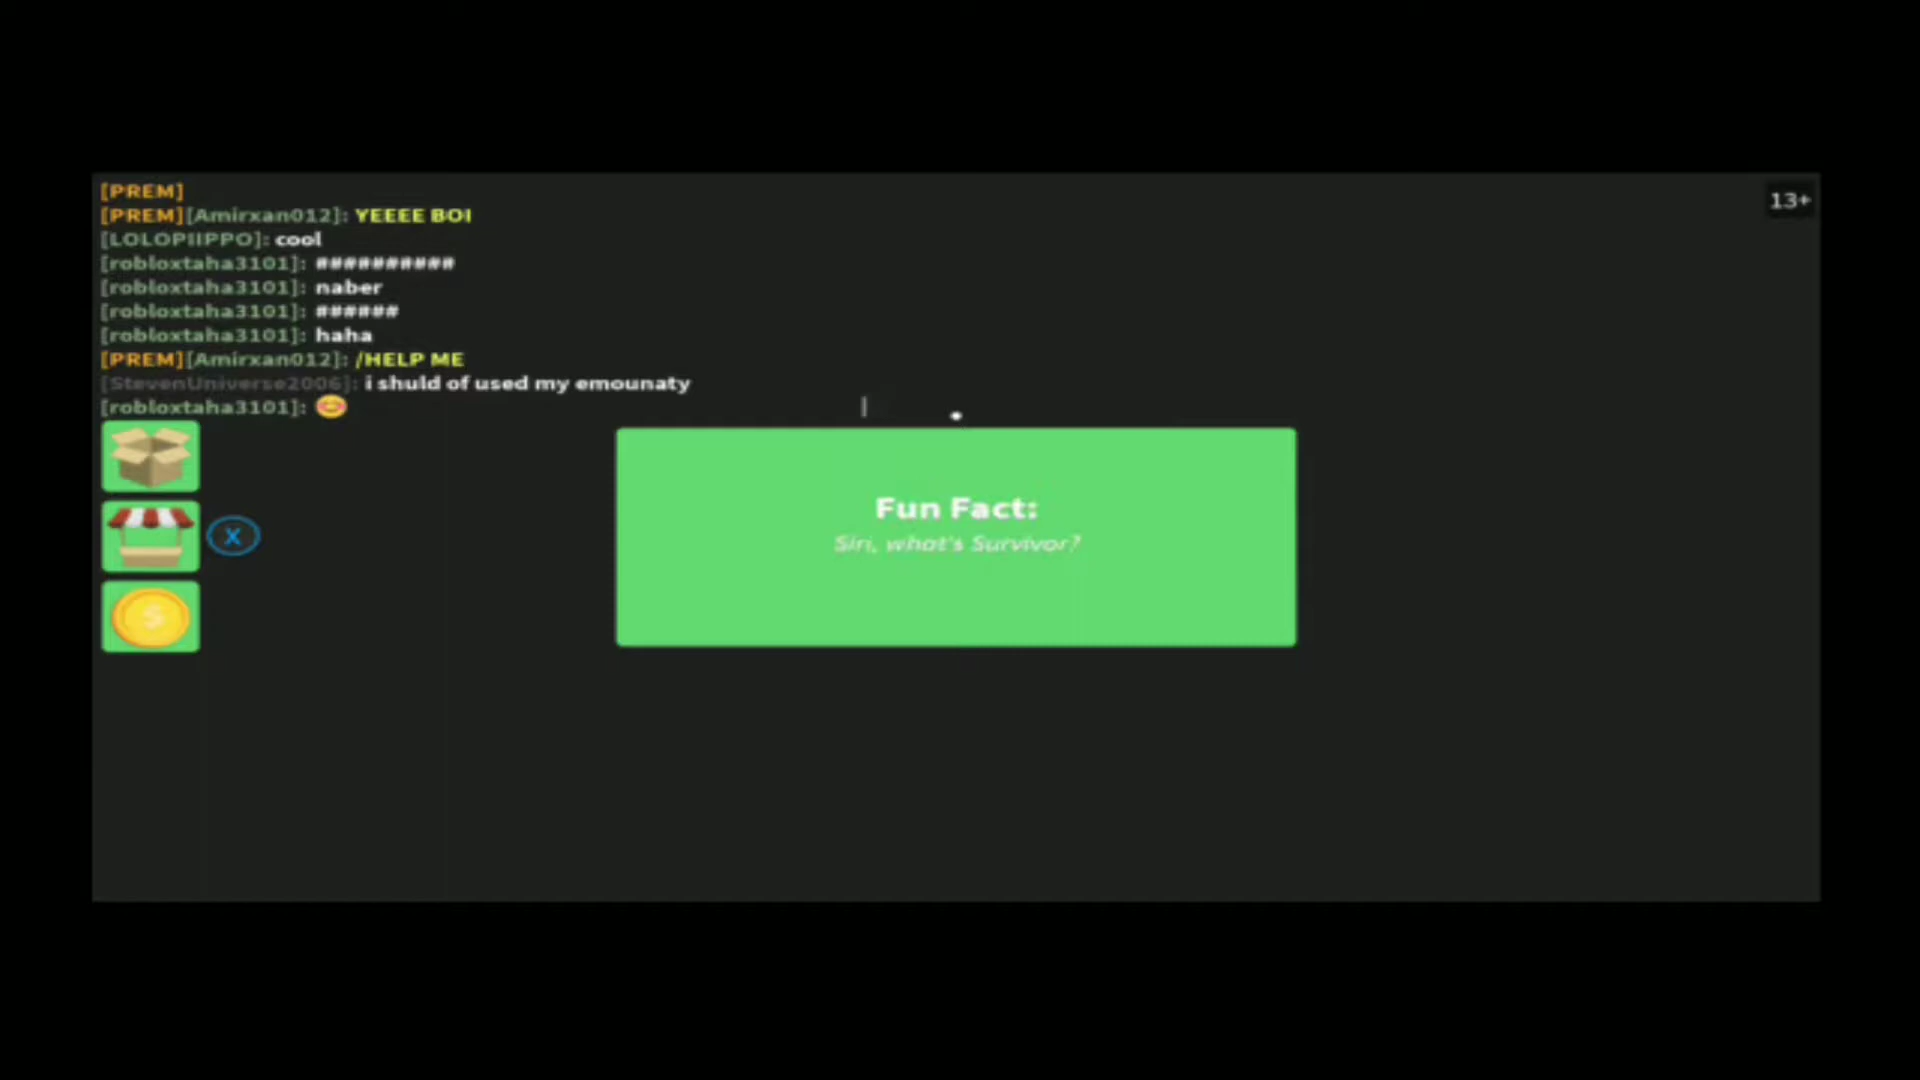 [PREM]
[PREM][Amirxan012]: YEEEE BOI
[LOLOPIIPPO]: cool
[robloxtaha3101]: ##########
[robloxtaha3101]: naber
[robloxtaha3101]: ######
[robloxtaha3101]: haha
[PREM][Amirxan012]: /HELP ME
[StevenUniverse2006]: i shuld of used my emounaty
[robloxtaha3101]: 😊
13+
X
$
Fun Fact:
Siri, what's Survivor?